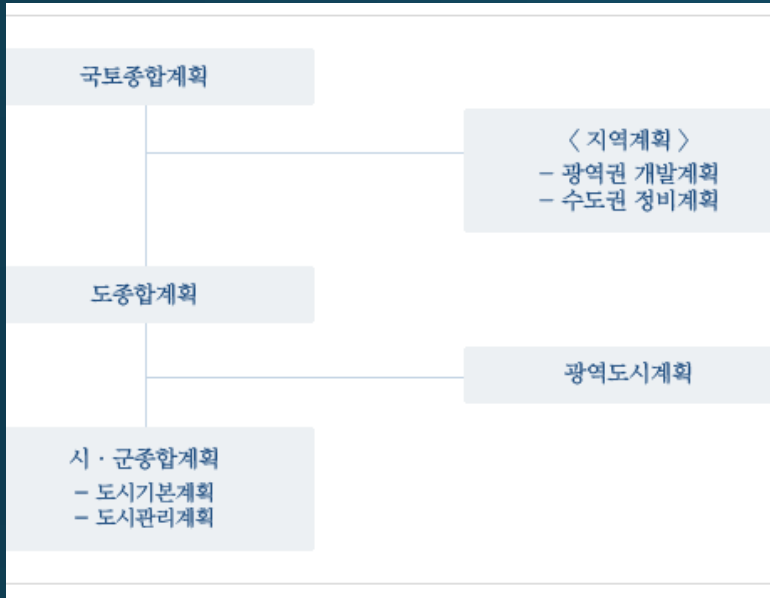 국토종합계획
〈 지역계획 〉
– 광역권 개발계획
– 수도권 정비계획
도종합계획
광역도시계획
시 · 군종합계획
– 도시기본계획
– 도시관리계획